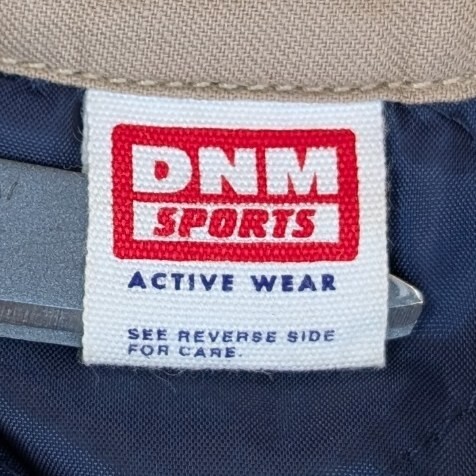 DNM
SPORTS
ACTIVE WEAR
SEE REVERSE SIDE
FOR CARE.